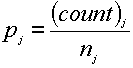 p_j = (count)_j / n_j